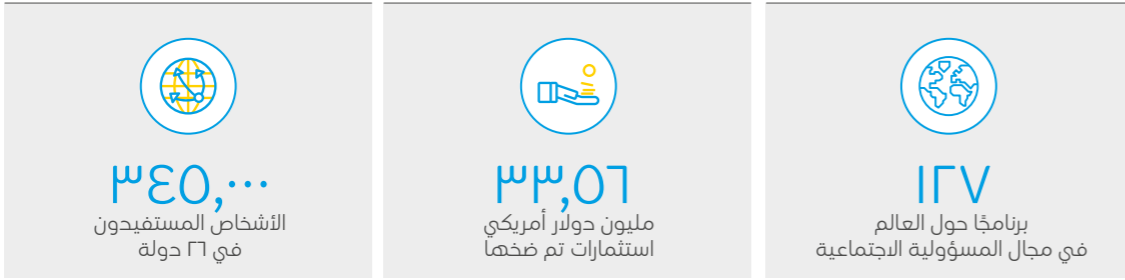 ١٢٧
برنامجًا حول العالم
في مجال المسؤولية الاجتماعية
٣٣,٥٦
مليون دولار أمريكي
استثمارات تم ضخها
٣٤٥,٠٠٠
الأشخاص المستفيدون
في ٢٦ دولة